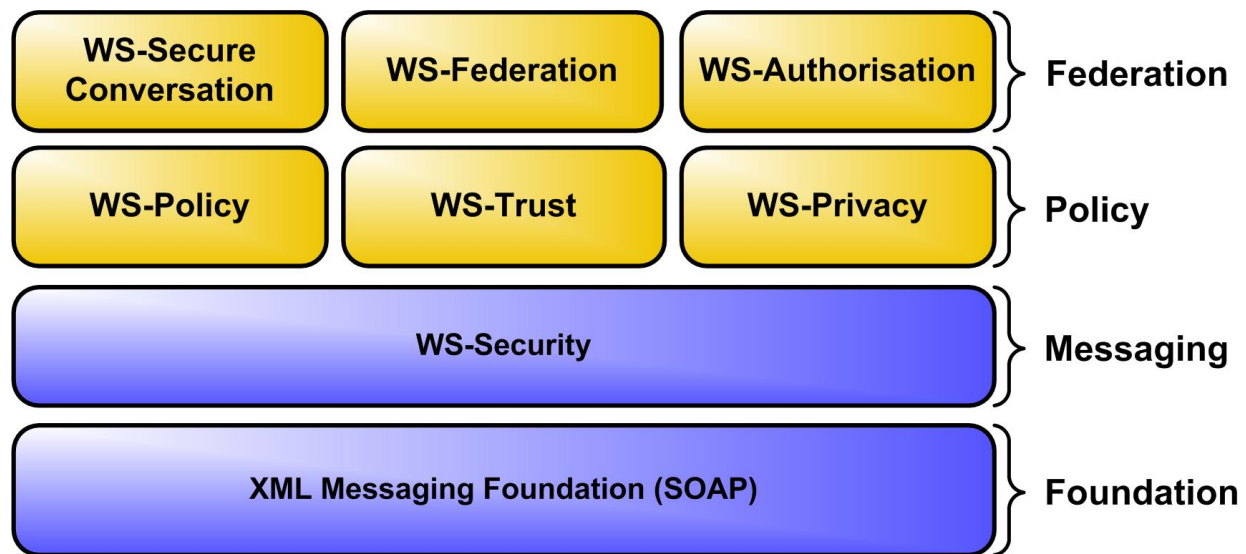 WS-Secure
Conversation
WS-Federation
WS-Authorisation
Federation
WS-Policy
WS-Trust
WS-Privacy
Policy
WS-Security
Messaging
XML Messaging Foundation (SOAP)
Foundation